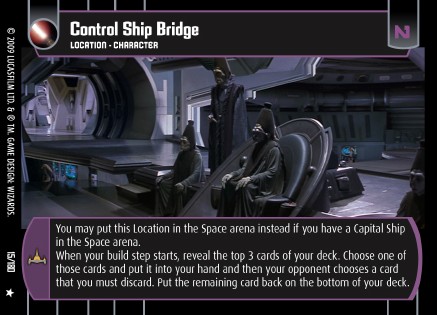 Control Ship Bridge
LOCATION - CHARACTER
N
You may put this Location in the Space arena instead if you have a Capital Ship
in the Space arena.
When your build step starts, reveal the top 3 cards of your deck. Choose one of
those cards and put it into your hand and then your opponent chooses a card
that you must discard. Put the remaining card back on the bottom of your deck.
© 2009 LUCASFILM LTD. & ® TM. GAME DESIGN: WIZARDS.
15/180